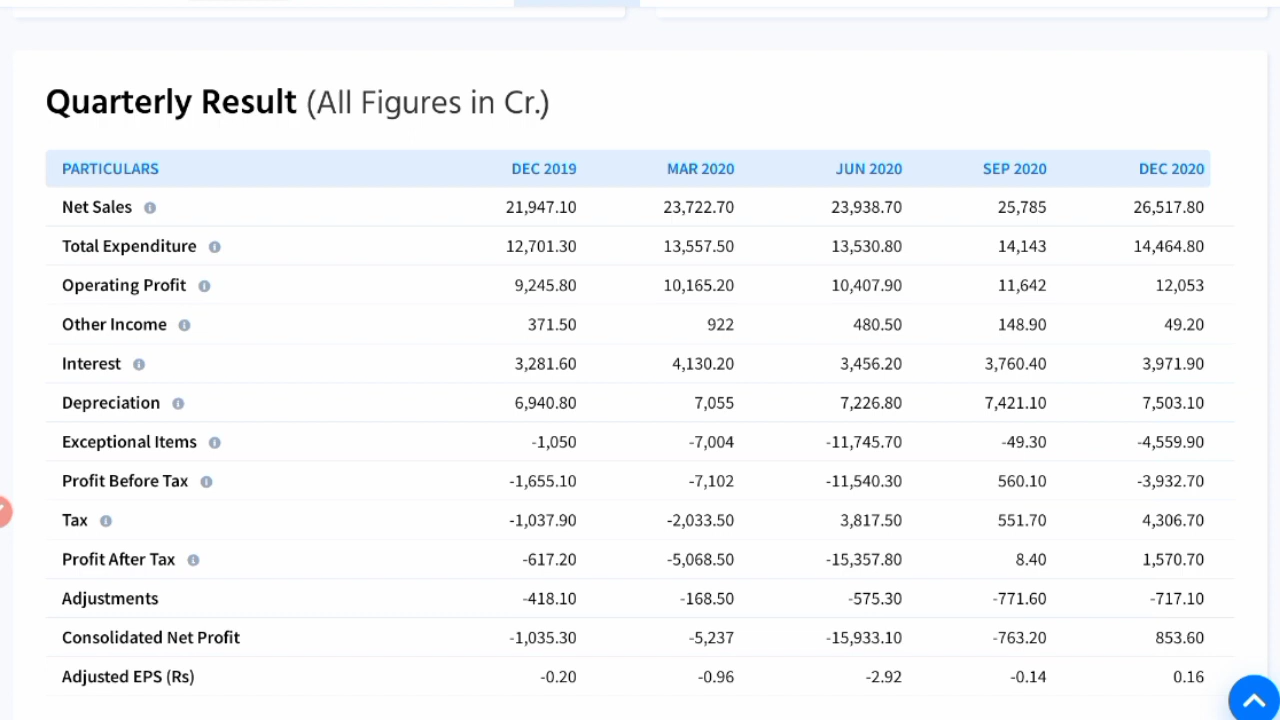 Quarterly Result (All Figures in Cr.)
PARTICULARS DEC 2019 MAR 2020 JUN 2020 SEP 2020 DEC 2020
Net Sales 21,947.10 23,722.70 23,938.70 25,785 26,517.80
Total Expenditure 12,701.30 13,557.50 13,530.80 14,143 14,464.80
Operating Profit 9,245.80 10,165.20 10,407.90 11,642 12,053
Other Income 371.50 922 480.50 148.90 49.20
Interest 3,281.60 4,130.20 3,456.20 3,760.40 3,971.90
Depreciation 6,940.80 7,055 7,226.80 7,421.10 7,503.10
Exceptional Items -1,050 -7,004 -11,745.70 -49.30 -4,559.90
Profit Before Tax -1,655.10 -7,102 -11,540.30 560.10 -3,932.70
Tax -1,037.90 -2,033.50 3,817.50 551.70 4,306.70
Profit After Tax -617.20 -5,068.50 -15,357.80 8.40 1,570.70
Adjustments -418.10 -168.50 -575.30 -771.60 -717.10
Consolidated Net Profit -1,035.30 -5,237 -15,933.10 -763.20 853.60
Adjusted EPS (Rs) -0.20 -0.96 -2.92 -0.14 0.16